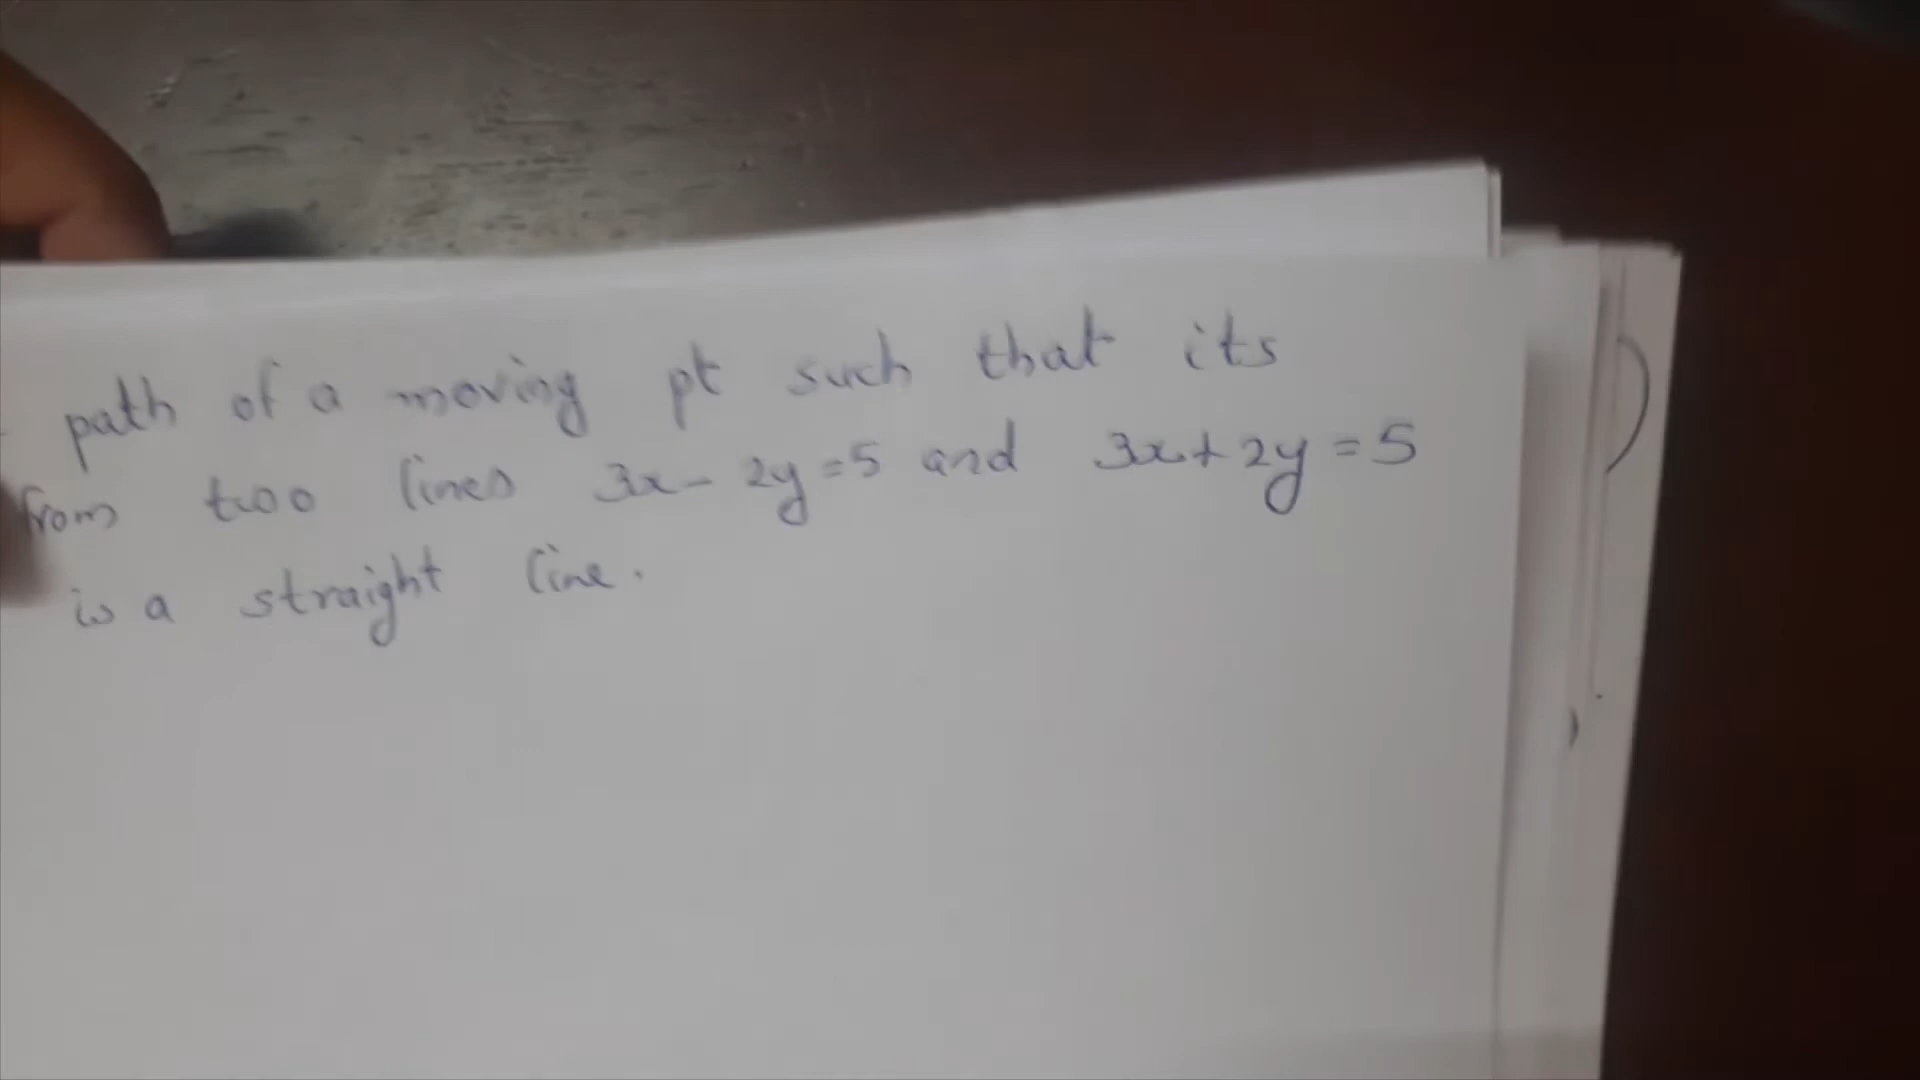 path of a moving pt such that its
from two lines 3x - 2y = 5 and 3x + 2y = 5
is a straight line.